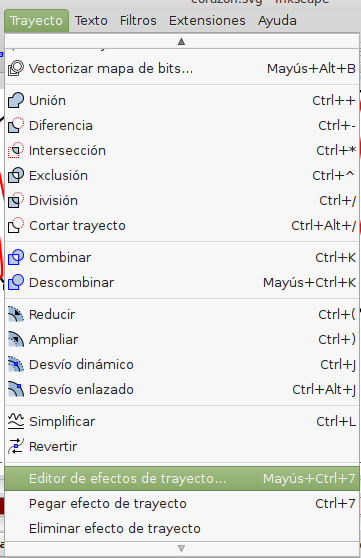 corazon.svg - Inkscape
Trayecto Texto Filtros Extensiones Ayuda
Vectorizar mapa de bits... Mayús+Alt+B
Unión Ctrl++
Diferencia Ctrl+-
Intersección Ctrl+*
Exclusión Ctrl+^
División Ctrl+/
Cortar trayecto Ctrl+Alt+/
Combinar Ctrl+K
Descombinar Mayús+Ctrl+K
Reducir Ctrl+(
Ampliar Ctrl+)
Desvío dinámico Ctrl+J
Desvío enlazado Ctrl+Alt+J
Simplificar Ctrl+L
Revertir
Editor de efectos de trayecto... Mayús+Ctrl+7
Pegar efecto de trayecto Ctrl+7
Eliminar efecto de trayecto